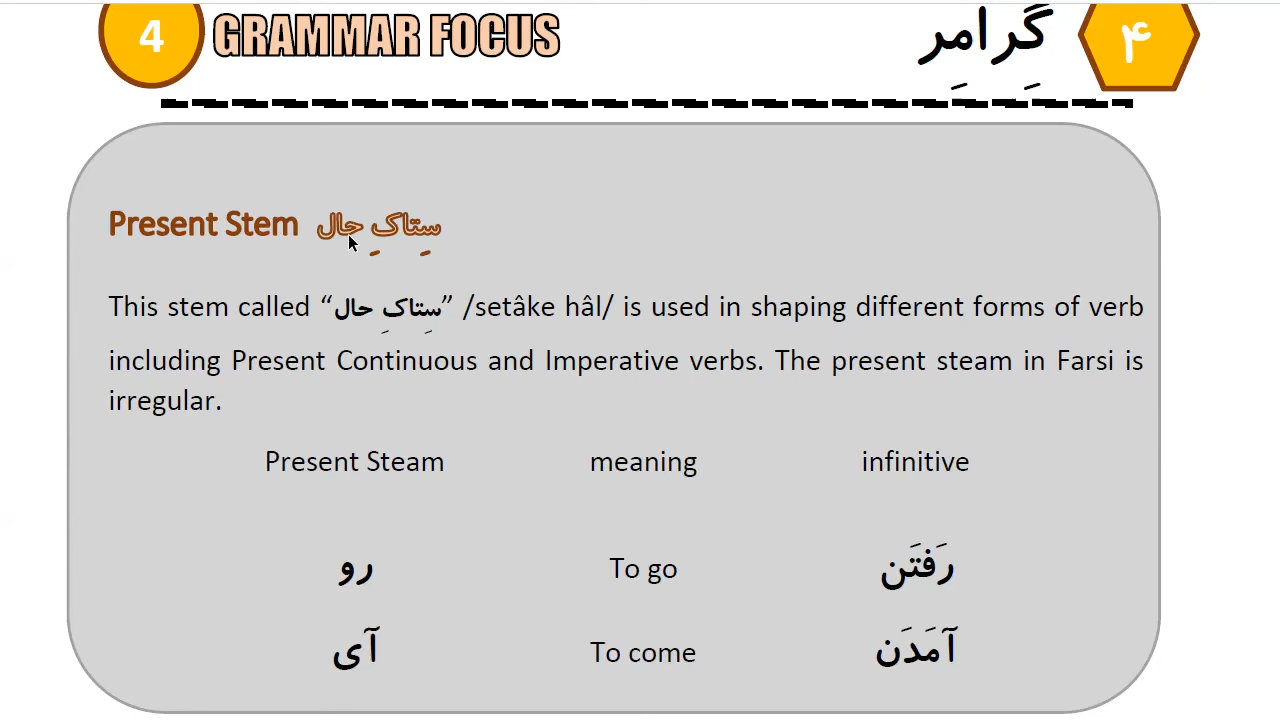 4 GRAMMAR FOCUS گِرامِر ۴
Present Stem سِتاکِ حال
This stem called “سِتاکِ حال” /setâke hâl/ is used in shaping different forms of verb
including Present Continuous and Imperative verbs. The present steam in Farsi is
irregular.
Present Steam meaning infinitive
رو To go رَفتَن
آی To come آمَدَن